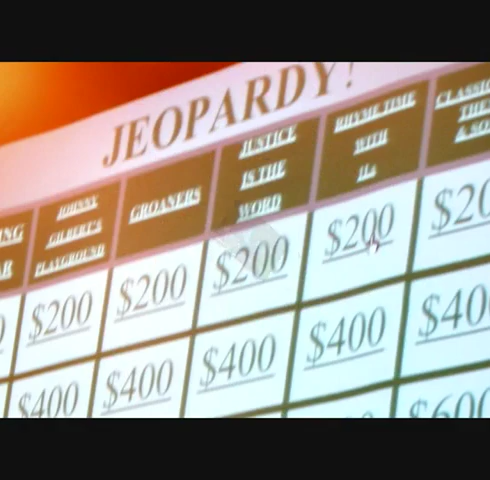 JEOPARDY!
JOHNNY
GILBERT'S
PLAYGROUND
GROANERS
JUSTICE
IS THE
WORD
RHYME TIME
WITH
$200 $200 $200 $200
$400 $400 $400 $400